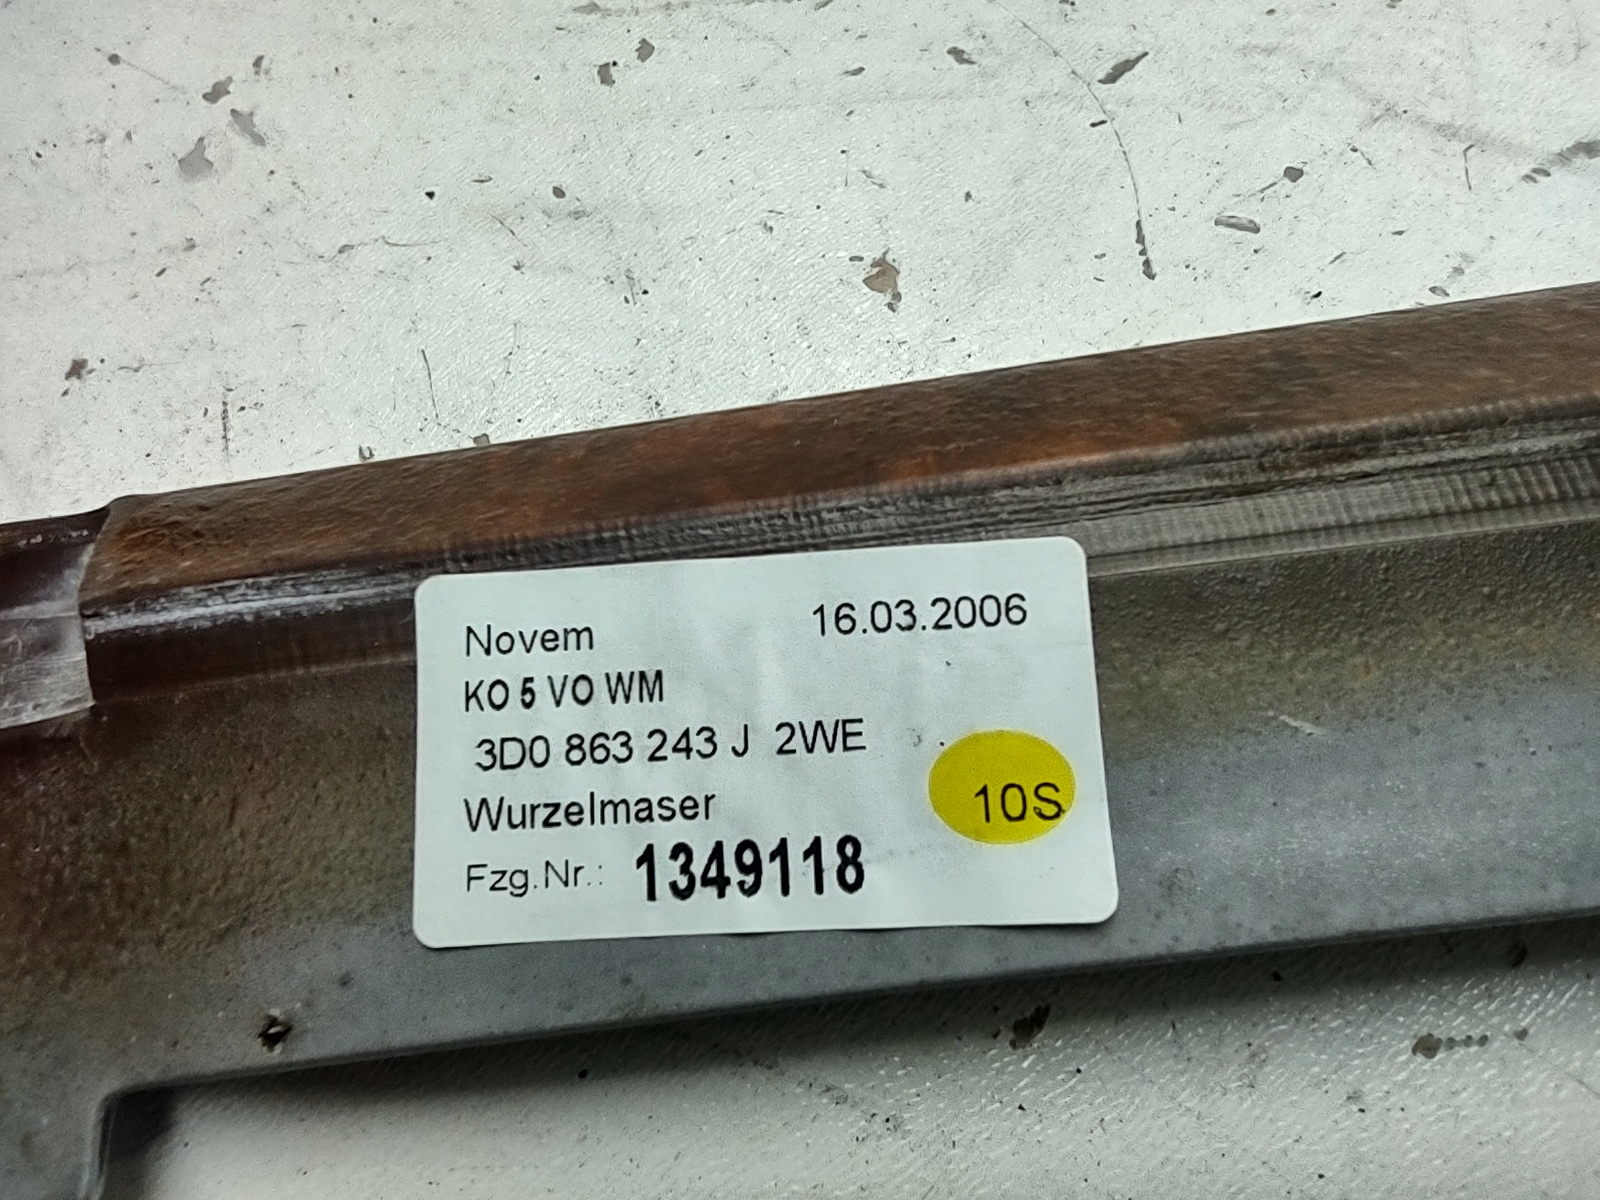 Novem 16.03.2006
KO 5 VO WM
3D0 863 243 J 2WE
Wurzelmaser
10S
Fzg.Nr.: 1349118